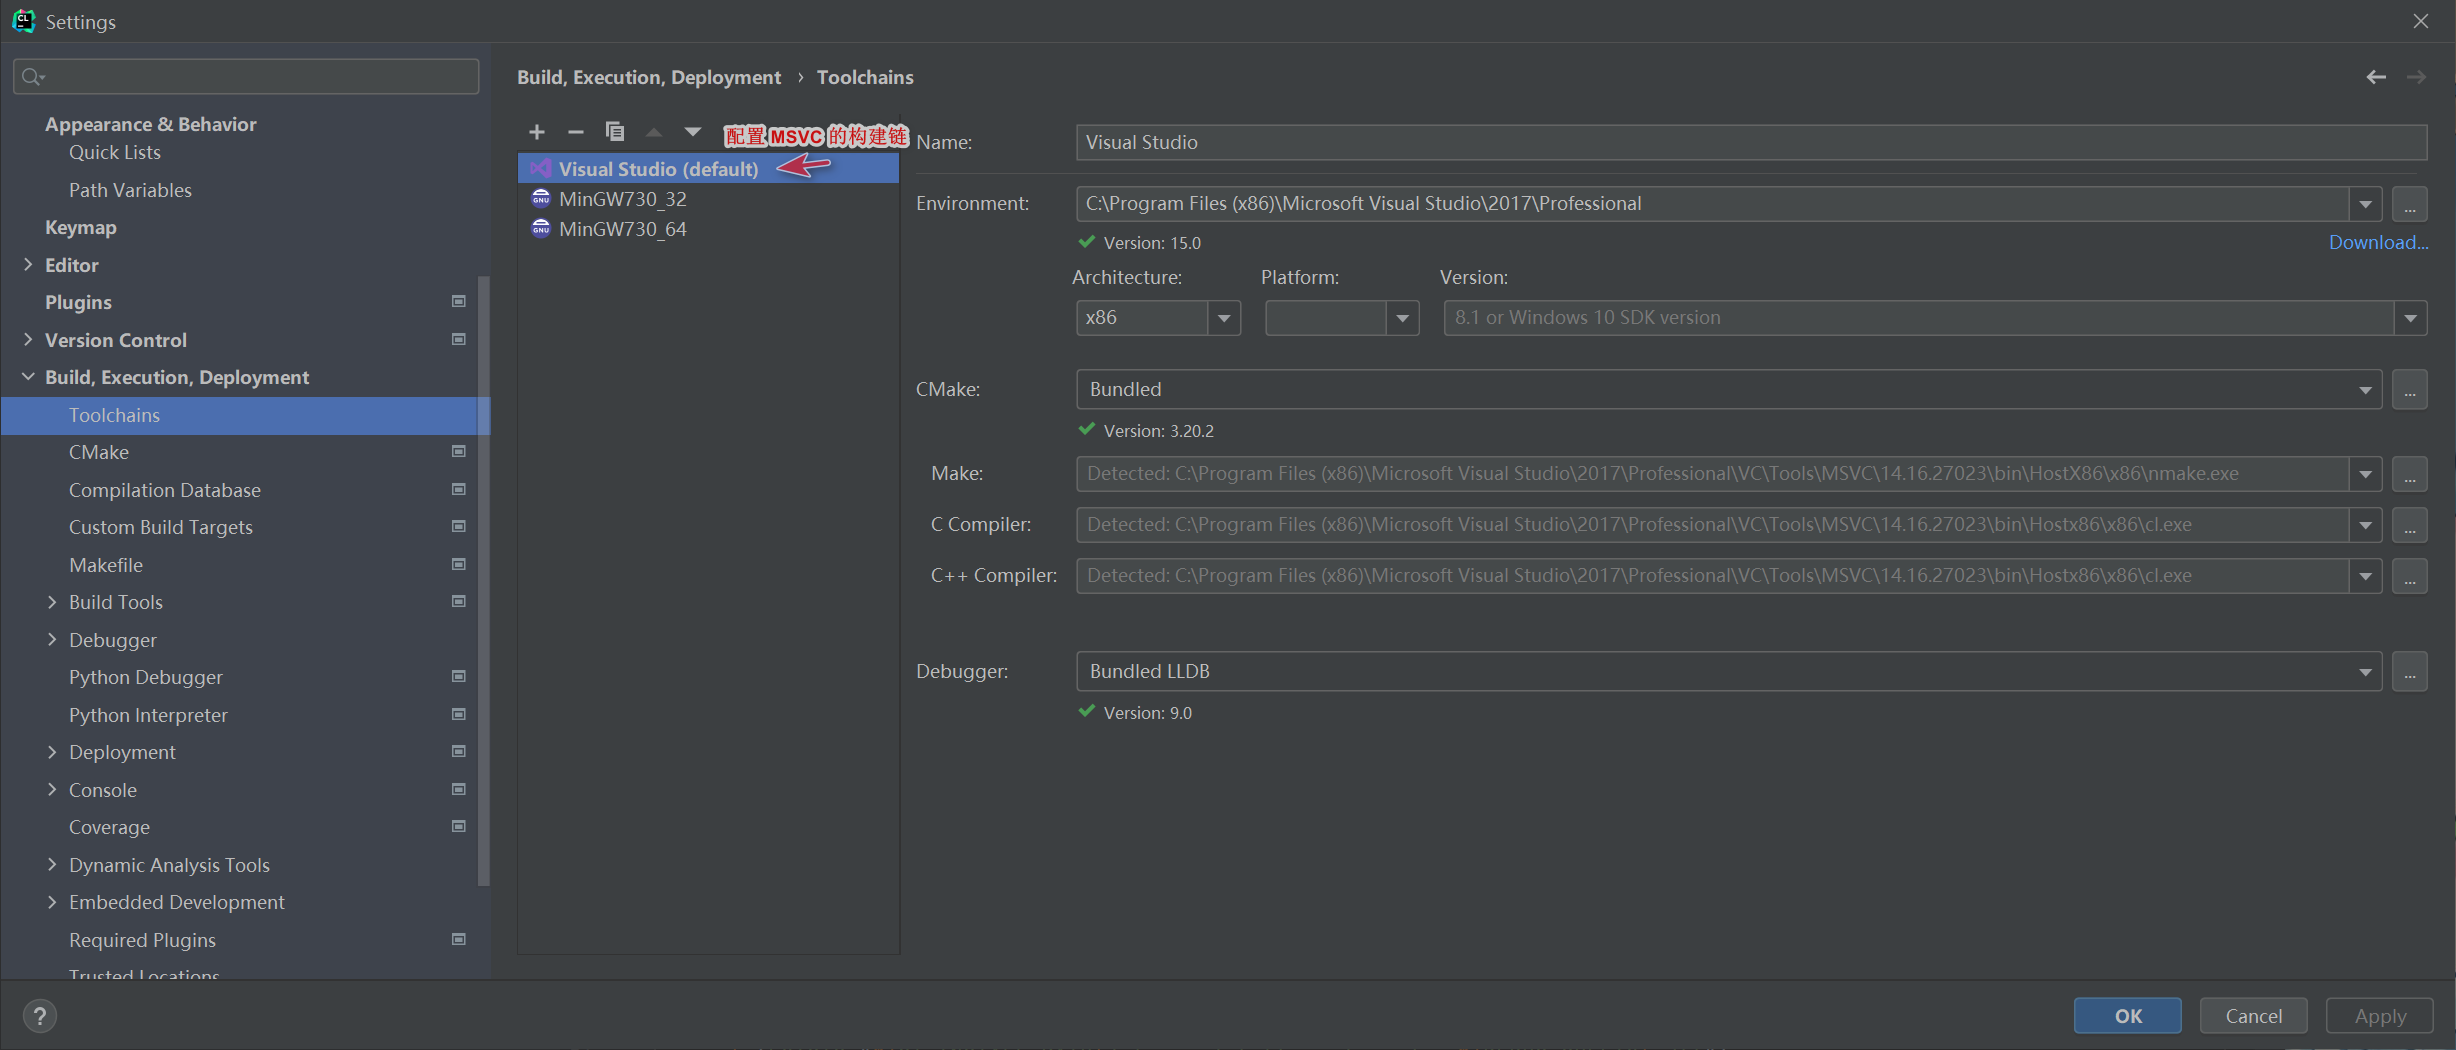 Settings
Appearance & Behavior
Quick Lists
Path Variables
Keymap
Editor
Plugins
Version Control
Build, Execution, Deployment
Toolchains
CMake
Compilation Database
Custom Build Targets
Makefile
Build Tools
Debugger
Python Debugger
Python Interpreter
Deployment
Console
Coverage
Dynamic Analysis Tools
Embedded Development
Required Plugins
Trusted Locations
Build, Execution, Deployment › Toolchains
配置 MSVC 的构建链
Visual Studio (default)
MinGW730_32
MinGW730_64
Name: Visual Studio
Environment: C:\Program Files (x86)\Microsoft Visual Studio\2017\Professional ...
Version: 15.0 Download...
Architecture: Platform: Version:
x86 8.1 or Windows 10 SDK version
CMake: Bundled ...
Version: 3.20.2
Make: Detected: C:\Program Files (x86)\Microsoft Visual Studio\2017\Professional\VC\Tools\MSVC\14.16.27023\bin\HostX86\x86\nmake.exe ...
C Compiler: Detected: C:\Program Files (x86)\Microsoft Visual Studio\2017\Professional\VC\Tools\MSVC\14.16.27023\bin\Hostx86\x86\cl.exe ...
C++ Compiler: Detected: C:\Program Files (x86)\Microsoft Visual Studio\2017\Professional\VC\Tools\MSVC\14.16.27023\bin\Hostx86\x86\cl.exe ...
Debugger: Bundled LLDB ...
Version: 9.0
? OK Cancel Apply